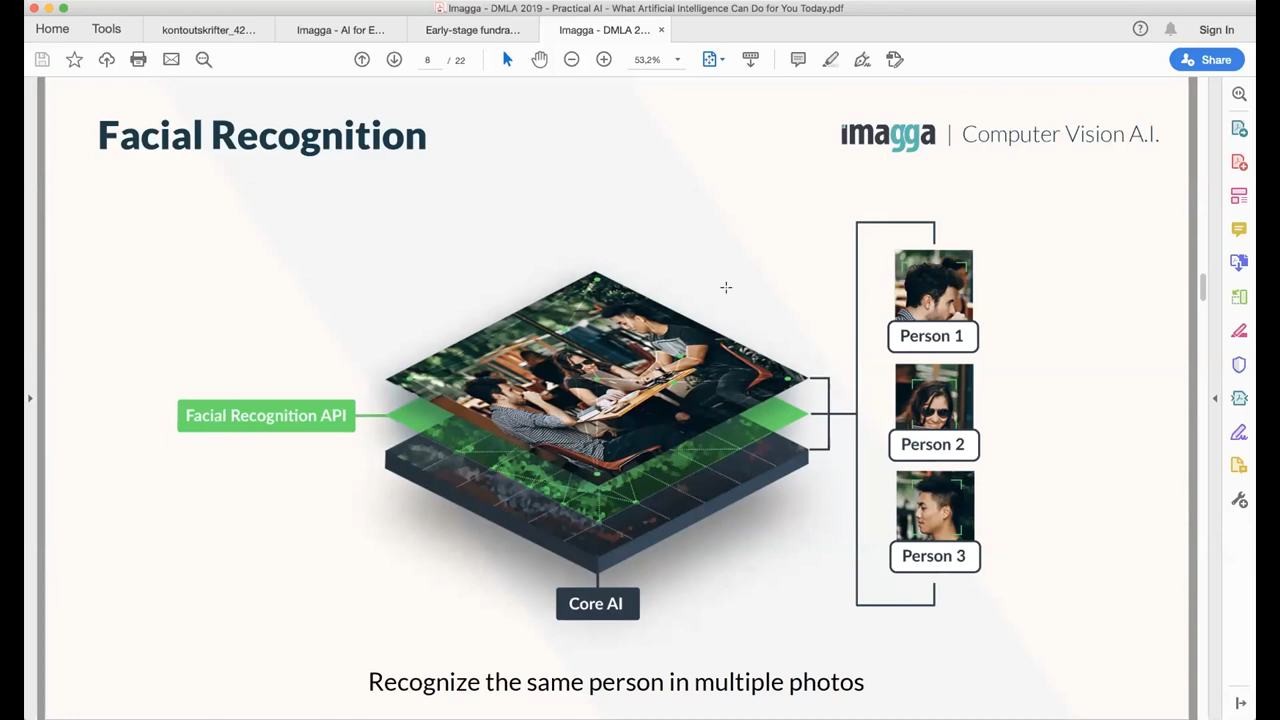 Imagga - DMLA 2019 - Practical AI - What Artificial Intelligence Can Do for You Today.pdf
Home Tools kontoutskrifter_42... Imagga - AI for E... Early-stage fundra... Imagga - DMLA 2... × Sign In
8 / 22 53,2% Share
Facial Recognition
imagga | Computer Vision A.I.
Person 1
Facial Recognition API
Person 2
Person 3
Core AI
Recognize the same person in multiple photos